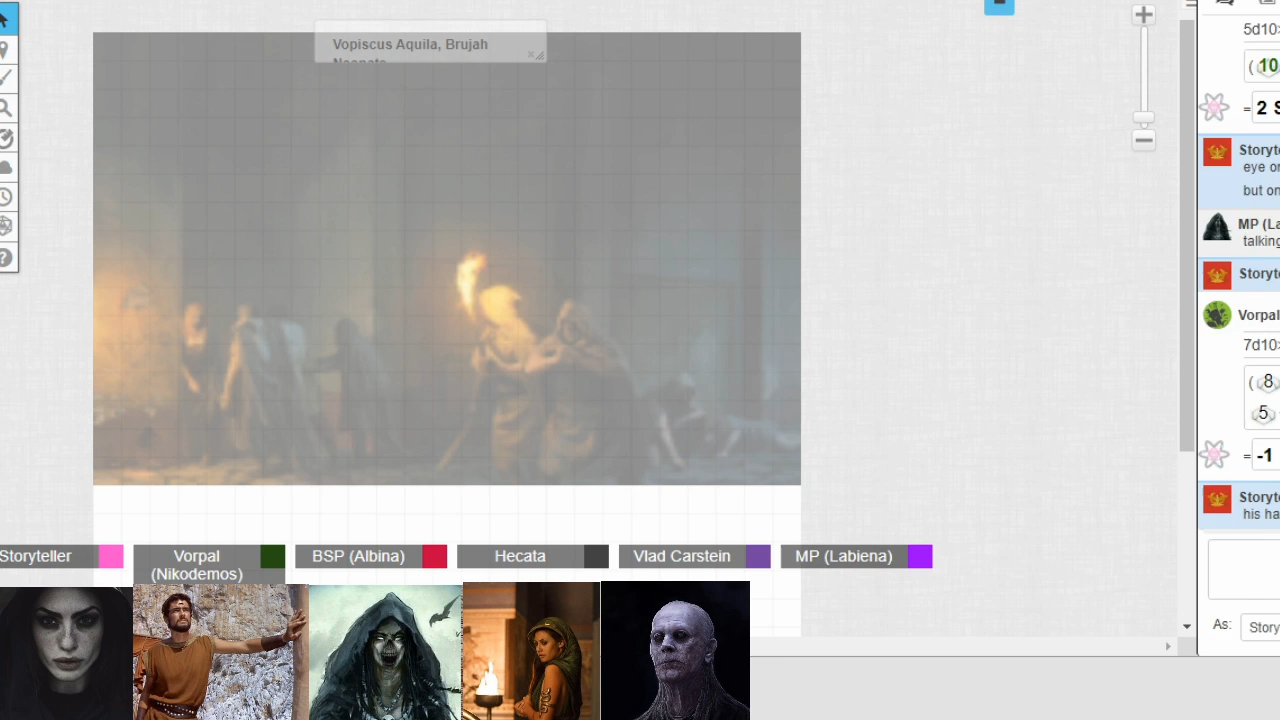 Vopiscus Aquila, Brujah
5d10>
( 10
= 2 S
Storyte
eye or
but on
MP (La
talking
Storyte
Vorpal
7d10>
( 8
5
= -1
Storyte
his ha
As:
Story
Storyteller
Vorpal
(Nikodemos)
BSP (Albina)
Hecata
Vlad Carstein
MP (Labiena)